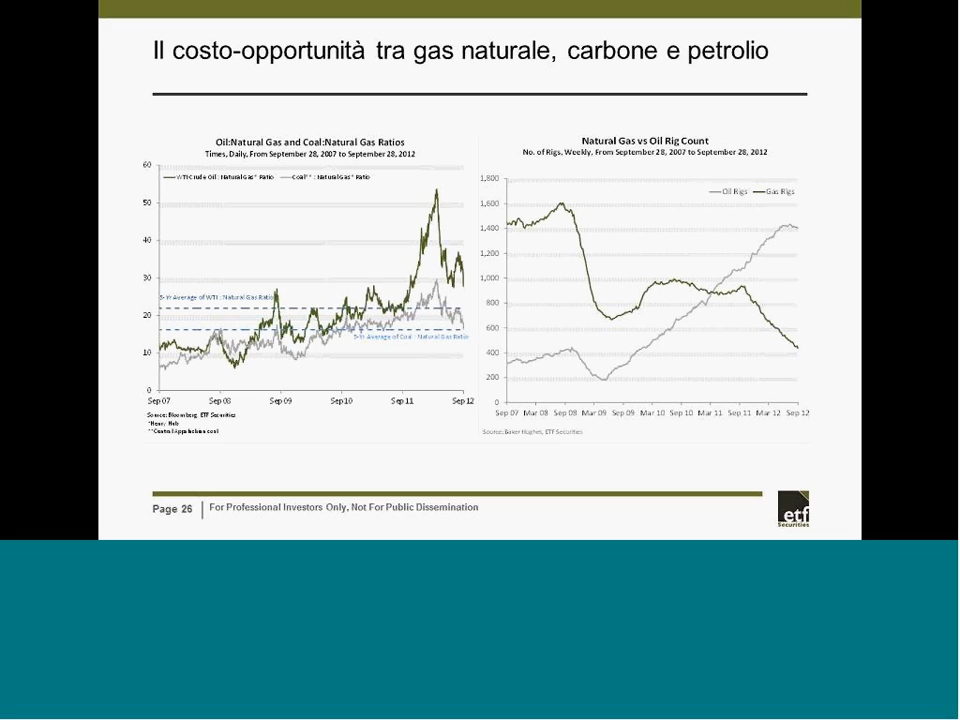 Il costo-opportunità tra gas naturale, carbone e petrolio
Oil:Natural Gas and Coal:Natural Gas Ratios
Times, Daily, From September 28, 2007 to September 28, 2012
60
WTI Crude Oil : Natural Gas* Ratio
Coal** : Natural Gas* Ratio
50
40
30
5-Yr Average of WTI : Natural Gas Ratio
20
5-Yr Average of Coal : Natural Gas Ratio
10
0
Sep 07 Sep 08 Sep 09 Sep 10 Sep 11 Sep 12
Source: Bloomberg, ETF Securities
*Henry Hub
**Central Appalachian coal
Natural Gas vs Oil Rig Count
No. of Rigs, Weekly, From September 28, 2007 to September 28, 2012
1,800
Oil Rigs Gas Rigs
1,600
1,400
1,200
1,000
800
600
400
200
0
Sep 07 Mar 08 Sep 08 Mar 09 Sep 09 Mar 10 Sep 10 Mar 11 Sep 11 Mar 12 Sep 12
Source: Baker Hughes, ETF Securities
Page 26
For Professional Investors Only, Not For Public Dissemination
etf
Securities